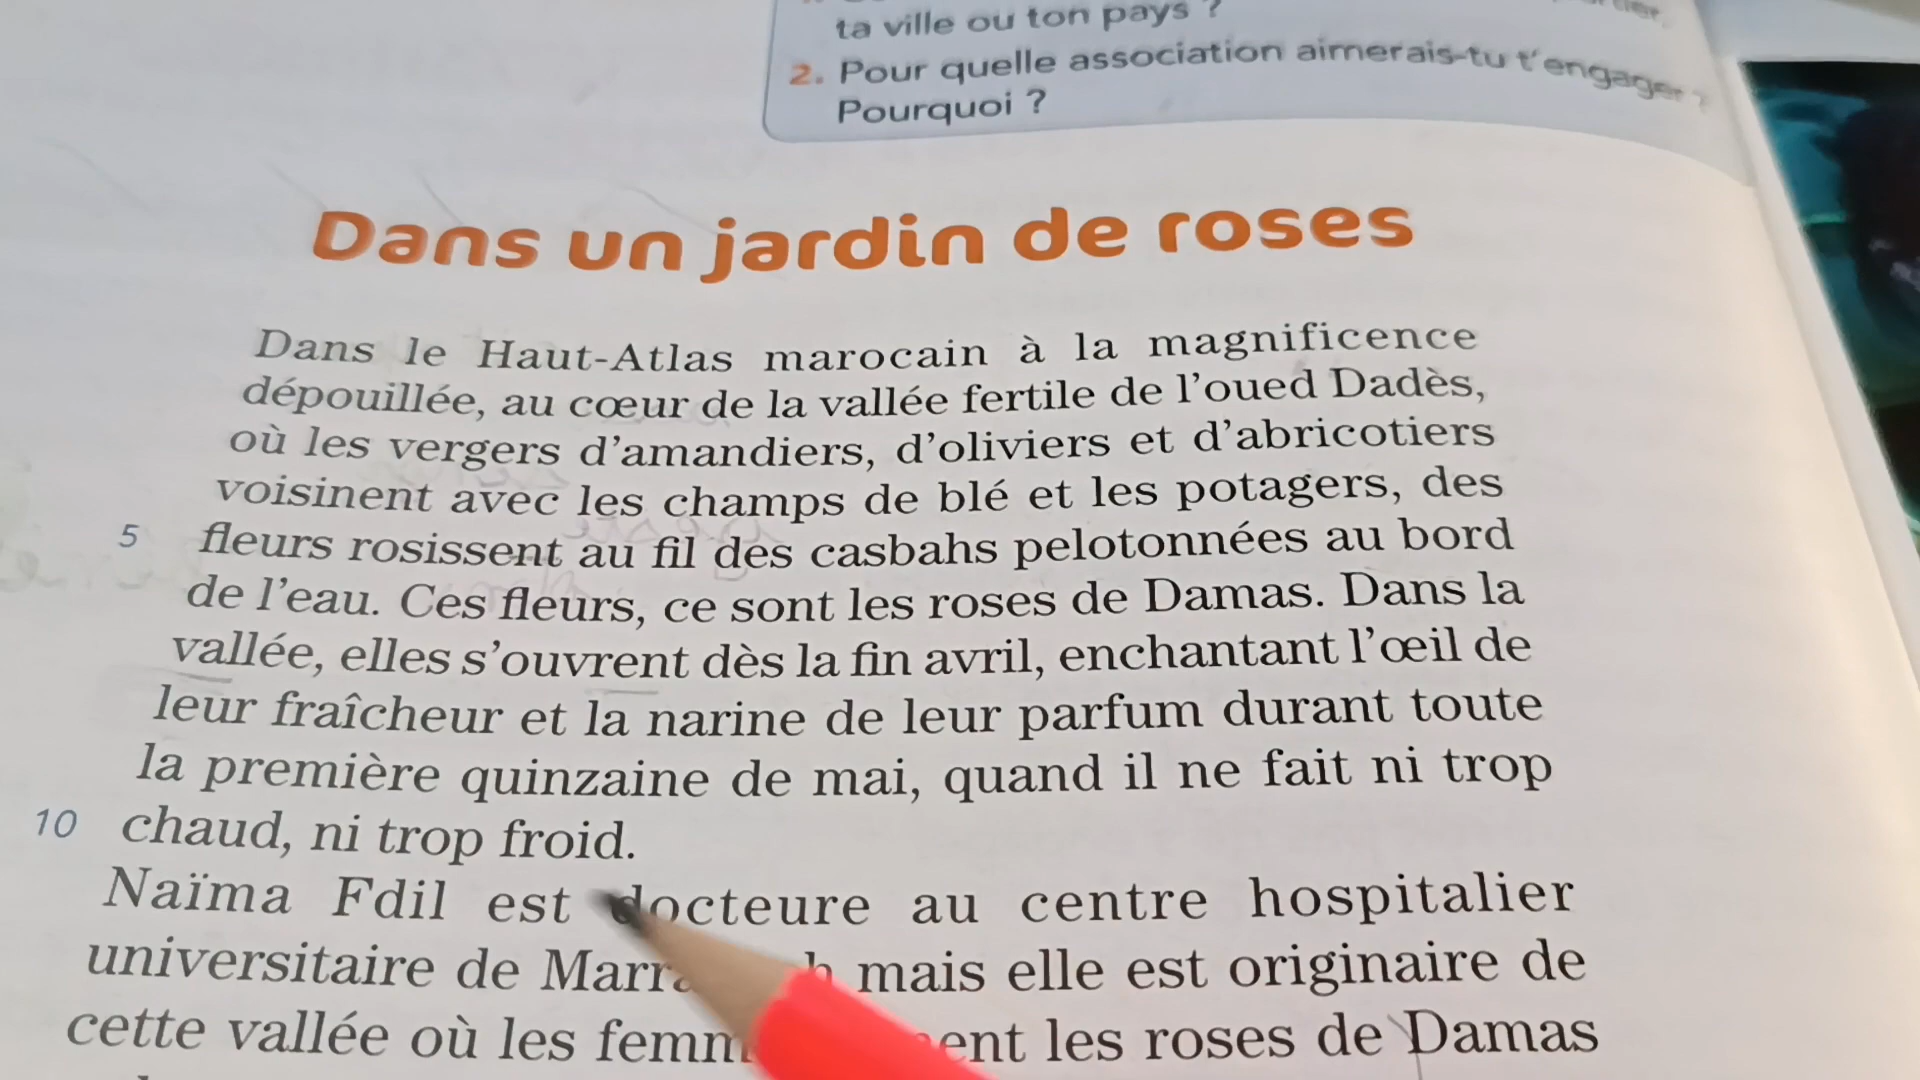 ta ville ou ton pays ?
2. Pour quelle association aimerais-tu t'engager ?
Pourquoi ?
Dans un jardin de roses
Dans le Haut-Atlas marocain à la magnificence
dépouillée, au cœur de la vallée fertile de l'oued Dadès,
où les vergers d'amandiers, d'oliviers et d'abricotiers
voisinent avec les champs de blé et les potagers, des
5 fleurs rosissent au fil des casbahs pelotonnées au bord
de l'eau. Ces fleurs, ce sont les roses de Damas. Dans la
vallée, elles s'ouvrent dès la fin avril, enchantant l'œil de
leur fraîcheur et la narine de leur parfum durant toute
la première quinzaine de mai, quand il ne fait ni trop
10 chaud, ni trop froid.
Naïma Fdil est docteure au centre hospitalier
universitaire de mais elle est originaire de
cette vallée où les les roses de Damas